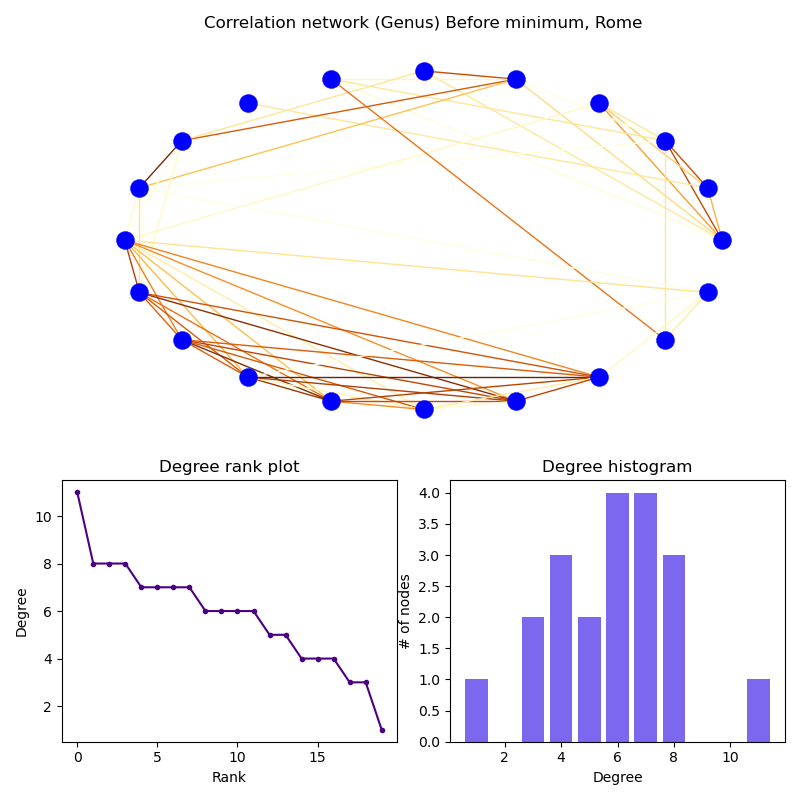 Correlation network (Genus) Before minimum, Rome
Degree rank plot
10
8
6
4
2
Degree
0 5 10 15
Rank
Degree histogram
4.0
3.5
3.0
2.5
2.0
1.5
1.0
0.5
0.0
# of nodes
2 4 6 8 10
Degree